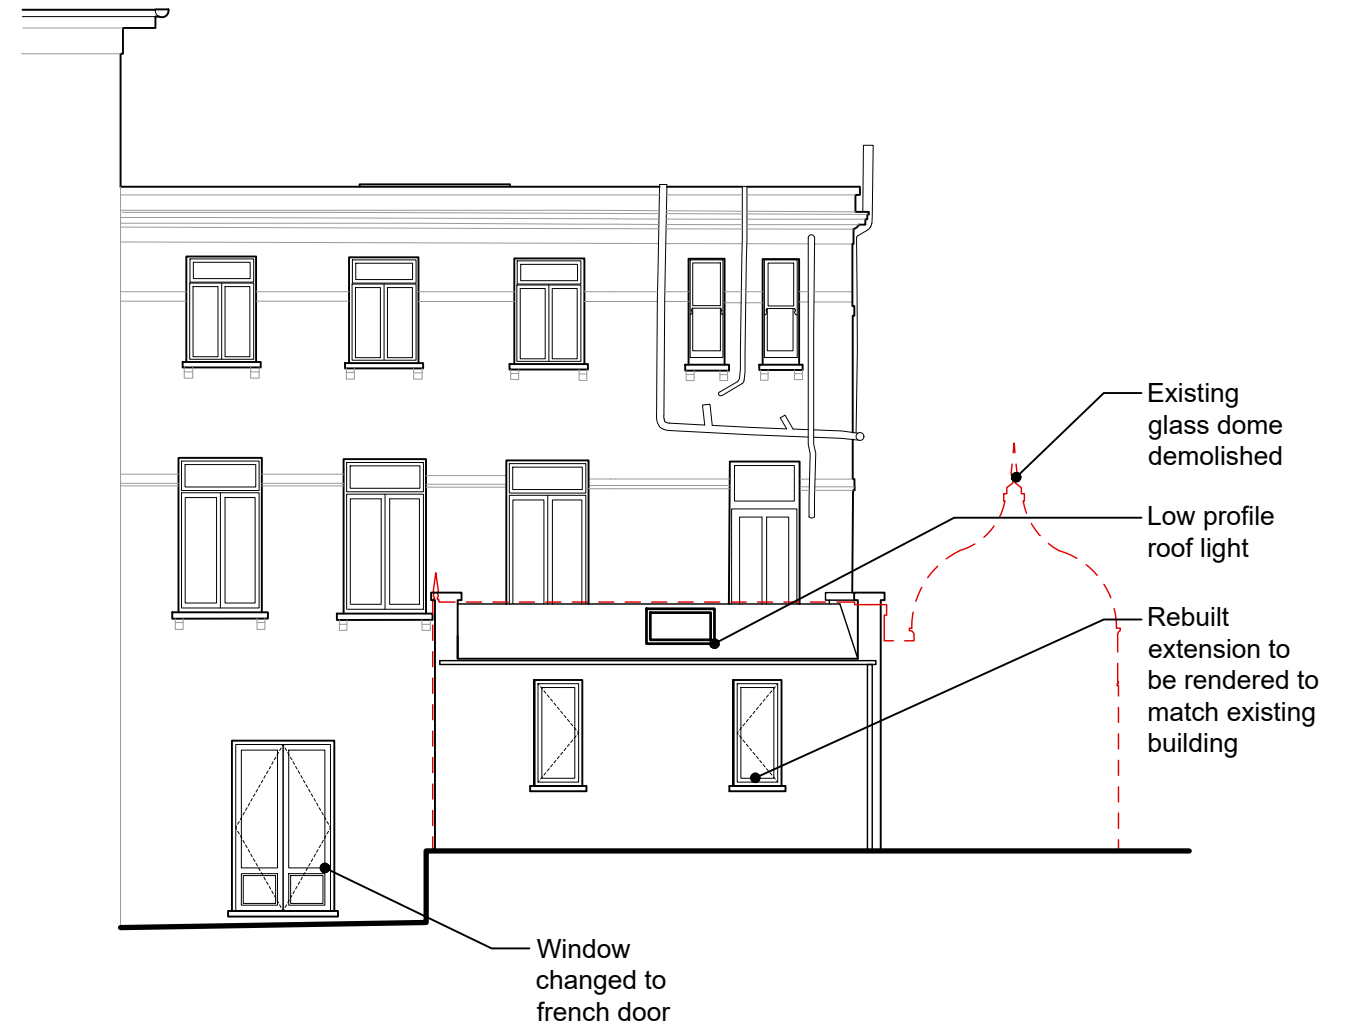 Existing
glass dome
demolished
Low profile
roof light
Rebuilt
extension to
be rendered to
match existing
building
Window
changed to
french door